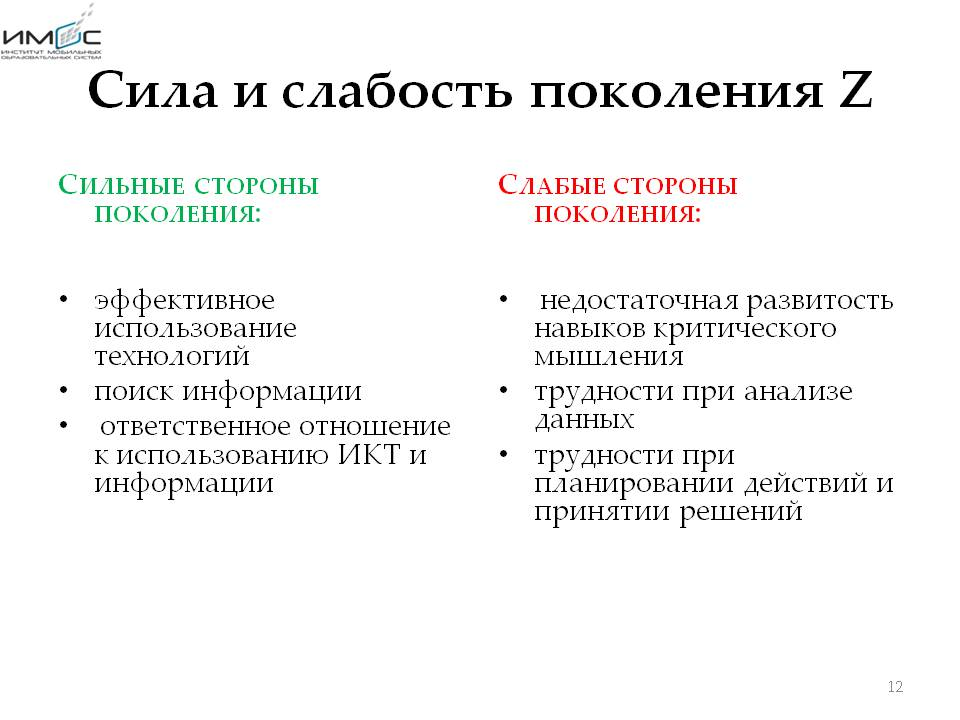 ИМОС
ИНСТИТУТ МОБИЛЬНЫХ
ОБРАЗОВАТЕЛЬНЫХ СИСТЕМ
Сила и слабость поколения Z
Сильные стороны
поколения:
• эффективное
использование
технологий
• поиск информации
• ответственное отношение
к использованию ИКТ и
информации
Слабые стороны
поколения:
• недостаточная развитость
навыков критического
мышления
• трудности при анализе
данных
• трудности при
планировании действий и
принятии решений
12